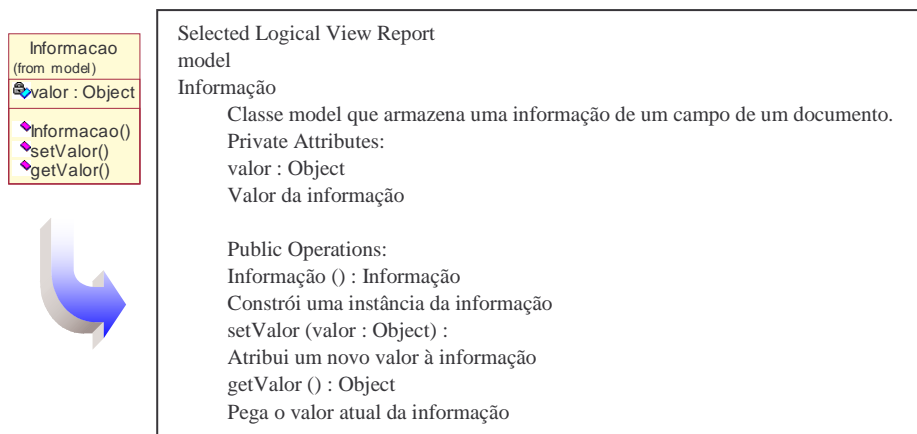 Informacao
(from model)
valor : Object
Informacao()
setValor()
getValor()
Selected Logical View Report
model
Informação
Classe model que armazena uma informação de um campo de um documento.
Private Attributes:
valor : Object
Valor da informação
Public Operations:
Informação () : Informação
Constrói uma instância da informação
setValor (valor : Object) :
Atribui um novo valor à informação
getValor () : Object
Pega o valor atual da informação